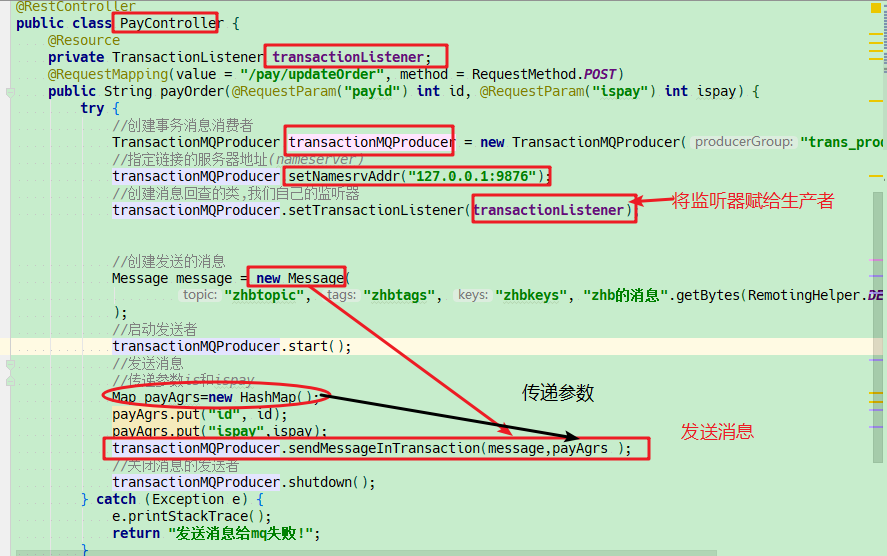 @RestController
public class PayController {
@Resource
private TransactionListener transactionListener;
@RequestMapping(value = "/pay/updateOrder", method = RequestMethod.POST)
public String payOrder(@RequestParam("payid") int id, @RequestParam("ispay") int ispay) {
try {
//创建事务消息消费者
TransactionMQProducer transactionMQProducer = new TransactionMQProducer( producerGroup: "trans_prod
//指定链接的服务器地址(nameserver)
transactionMQProducer.setNamesrvAddr("127.0.0.1:9876");
//创建消息回查的类,我们自己的监听器
transactionMQProducer.setTransactionListener(transactionListener);
将监听器赋给生产者
//创建发送的消息
Message message = new Message(
topic: "zhbtopic", tags: "zhbtags", keys: "zhbkeys", "zhb的消息".getBytes(RemotingHelper.DE
);
//启动发送者
transactionMQProducer.start();
//发送消息
//传递参数is和ispay
Map payAgrs=new HashMap();
传递参数
payAgrs.put("id", id);
payAgrs.put("ispay",ispay);
发送消息
transactionMQProducer.sendMessageInTransaction(message,payAgrs );
//关闭消息的发送者
transactionMQProducer.shutdown();
} catch (Exception e) {
e.printStackTrace();
return "发送消息给mq失败!";
}